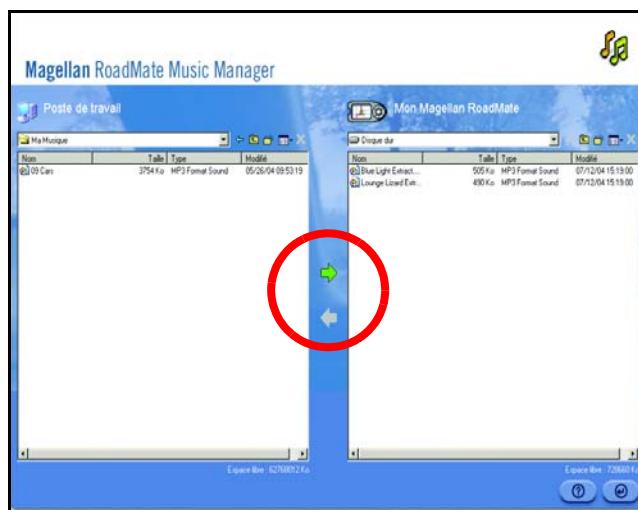 Magellan RoadMate Music Manager
Poste de travail
Ma Musique
Nom Taille Type Modifié
09 Cars 3754 Ko MP3 Format Sound 05/26/04 09:53:19
Espace libre : 62768012 Ko
Mon Magellan RoadMate
Disque dur
Nom Taille Type Modifié
Blue Light Extract... 505 Ko MP3 Format Sound 07/12/04 15:19:00
Lounge Lizard Extr... 490 Ko MP3 Format Sound 07/12/04 15:19:00
Espace libre : 728660 Ko